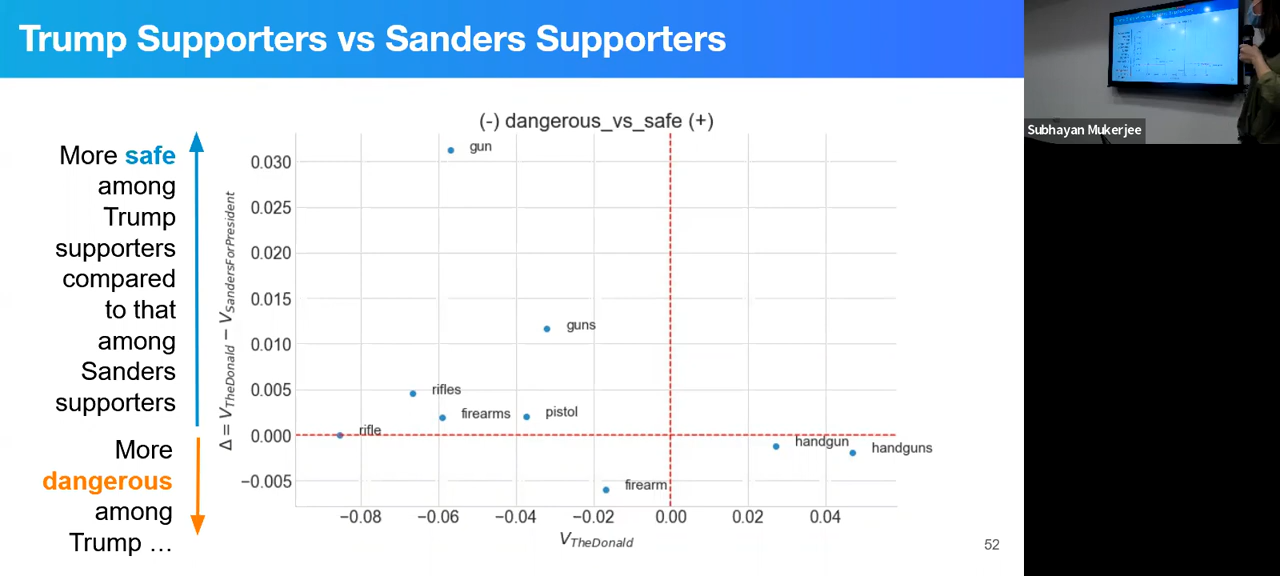 Trump Supporters vs Sanders Supporters
Subhayan Mukerjee
More safe
among
Trump
supporters
compared
to that
among
Sanders
supporters
More
dangerous
among
Trump …
(-) dangerous_vs_safe (+)
Δ = V_TheDonald − V_SandersForPresident
0.030
0.025
0.020
0.015
0.010
0.005
0.000
−0.005
gun
guns
rifles
firearms
pistol
rifle
handgun
handguns
firearm
−0.08
−0.06
−0.04
−0.02
0.00
0.02
0.04
V_TheDonald
52